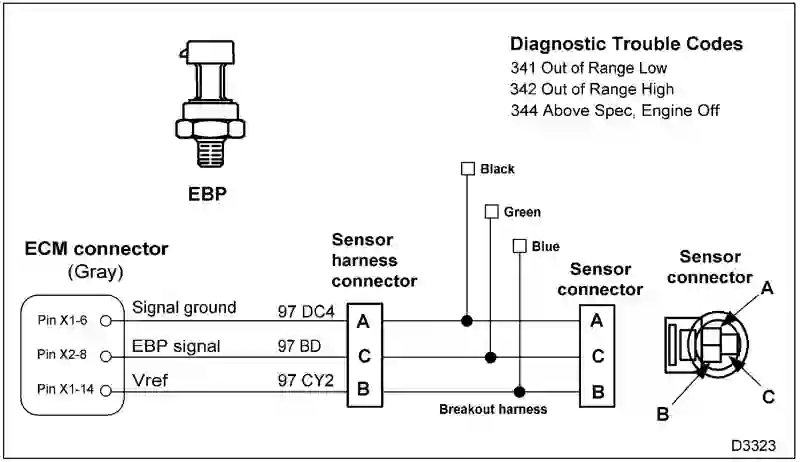 Diagnostic Trouble Codes
341 Out of Range Low
342 Out of Range High
344 Above Spec, Engine Off
EBP
Black
Green
Blue
ECM connector
(Gray)
Sensor
harness
connector
Sensor
connector
Sensor
connector
Pin X1-6
Signal ground
97 DC4
A
A
Pin X2-8
EBP signal
97 BD
C
C
Pin X1-14
Vref
97 CY2
B
B
Breakout harness
A
B
C
D3323